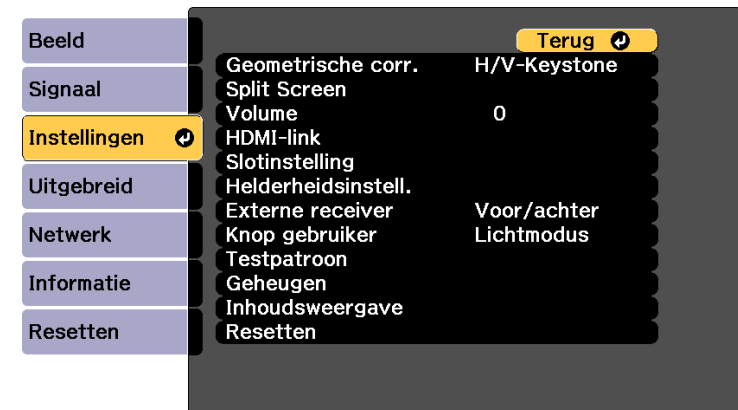 Beeld
Signaal
Instellingen
Uitgebreid
Netwerk
Informatie
Resetten
Terug
Geometrische corr. H/V-Keystone
Split Screen
Volume 0
HDMI-link
Slotinstelling
Helderheidsinstell.
Externe receiver Voor/achter
Knop gebruiker Lichtmodus
Testpatroon
Geheugen
Inhoudsweergave
Resetten